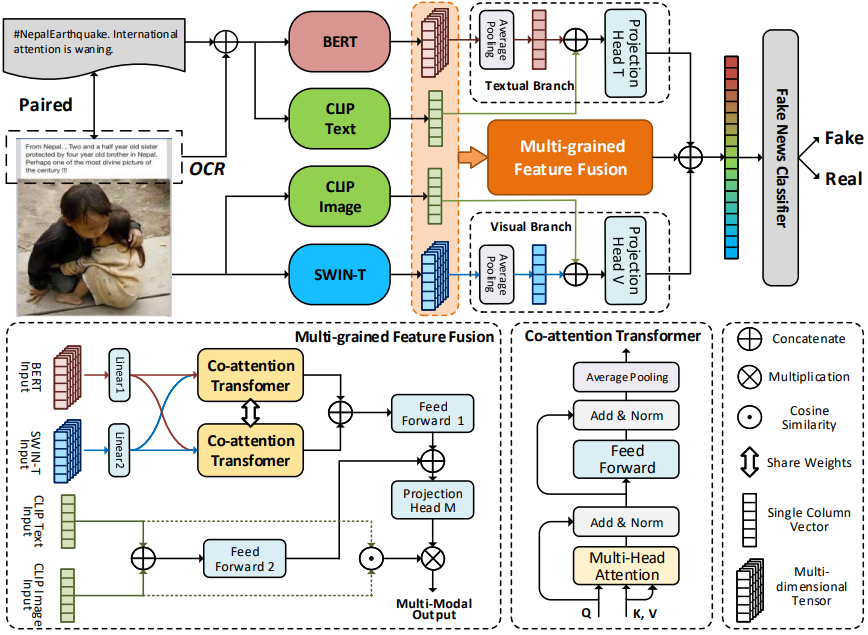 #NepalEarthquake. International
attention is waning.
Paired
From Nepal. , Two and a half year old sister
protected by four year old brother in Nepal.
Perhaps one of the most divine picture of
the century !!!
OCR
BERT
CLIP
Text
CLIP
Image
SWIN-T
Average
Pooling
Textual Branch
Projection
Head T
Multi-grained
Feature Fusion
Visual Branch
Average
Pooling
Projection
Head V
Fake News Classifier
Fake
Real
Multi-grained Feature Fusion
BERT
Input
Linear1
Co-attention
Transfomer
SWIN-T
Input
Linear2
Co-attention
Transfomer
Feed
Forward 1
Projection
Head M
CLIP Text
Input
Feed
Forward 2
CLIP Image
Input
Multi-Modal
Output
Co-attention Transformer
Average Pooling
Add & Norm
Feed
Forward
Add & Norm
Multi-Head
Attention
Q
K, V
Concatenate
Multiplication
Cosine
Similarity
Share Weights
Single Column
Vector
Multi-
dimensional
Tensor